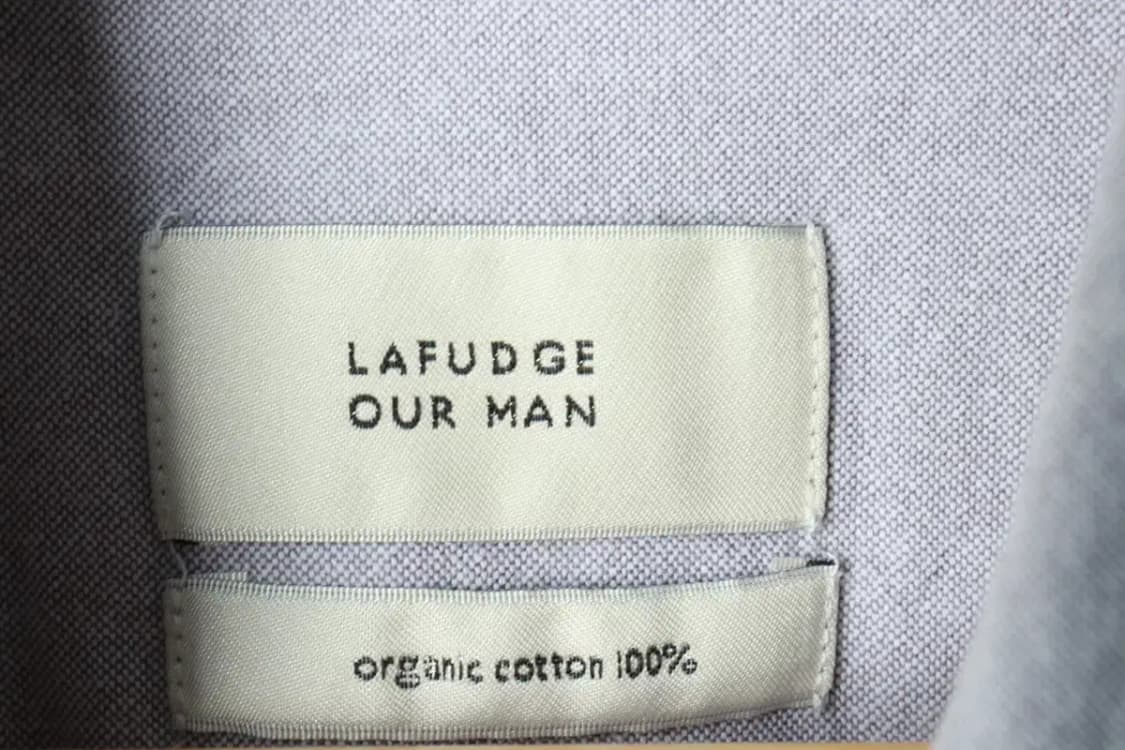 LAFUDGE
OUR MAN
organic cotton 100%